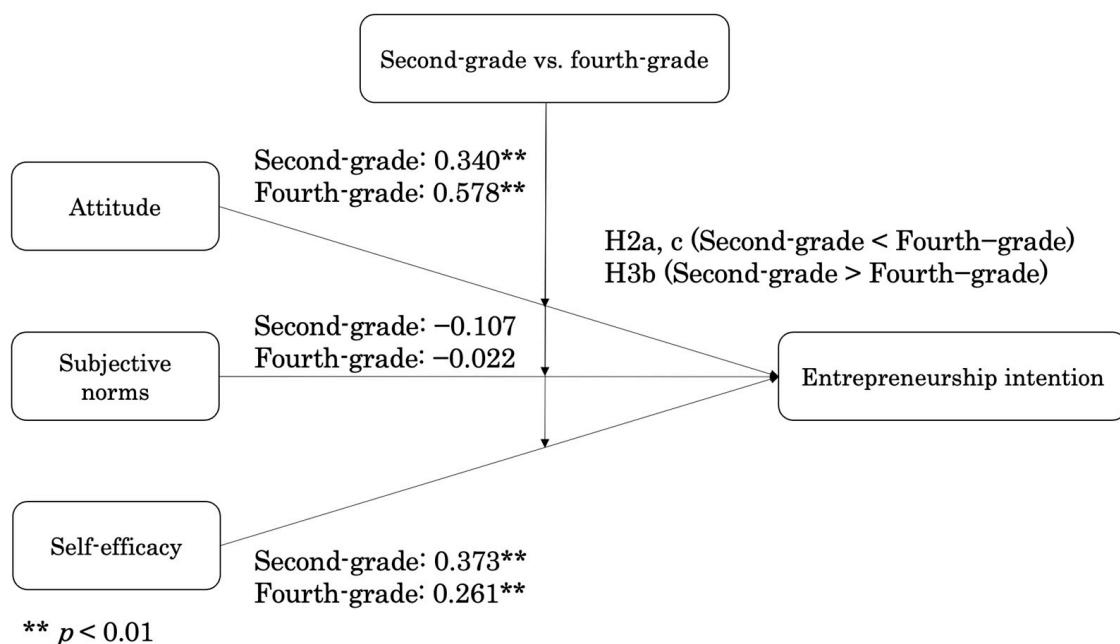 Second-grade vs. fourth-grade
Second-grade: 0.340**
Fourth-grade: 0.578**
Attitude
H2a, c (Second-grade < Fourth−grade)
H3b (Second-grade > Fourth−grade)
Second-grade: −0.107
Fourth-grade: −0.022
Subjective
norms
Entrepreneurship intention
Self-efficacy
Second-grade: 0.373**
Fourth-grade: 0.261**
** p < 0.01